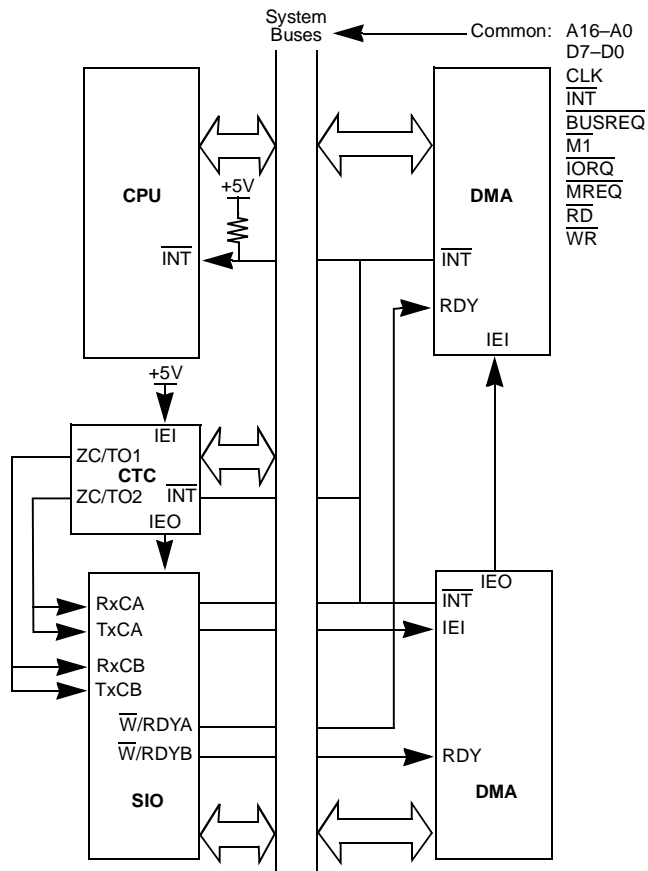 System
Buses
Common: A16–A0
D7–D0
CLK
INT
BUSREQ
M1
IORQ
MREQ
RD
WR
CPU
+5V
INT
DMA
INT
RDY
IEI
+5V
IEI
ZC/TO1
CTC
ZC/TO2 INT
IEO
RxCA
TxCA
RxCB
TxCB
W/RDYA
W/RDYB
SIO
IEO
INT
IEI
RDY
DMA